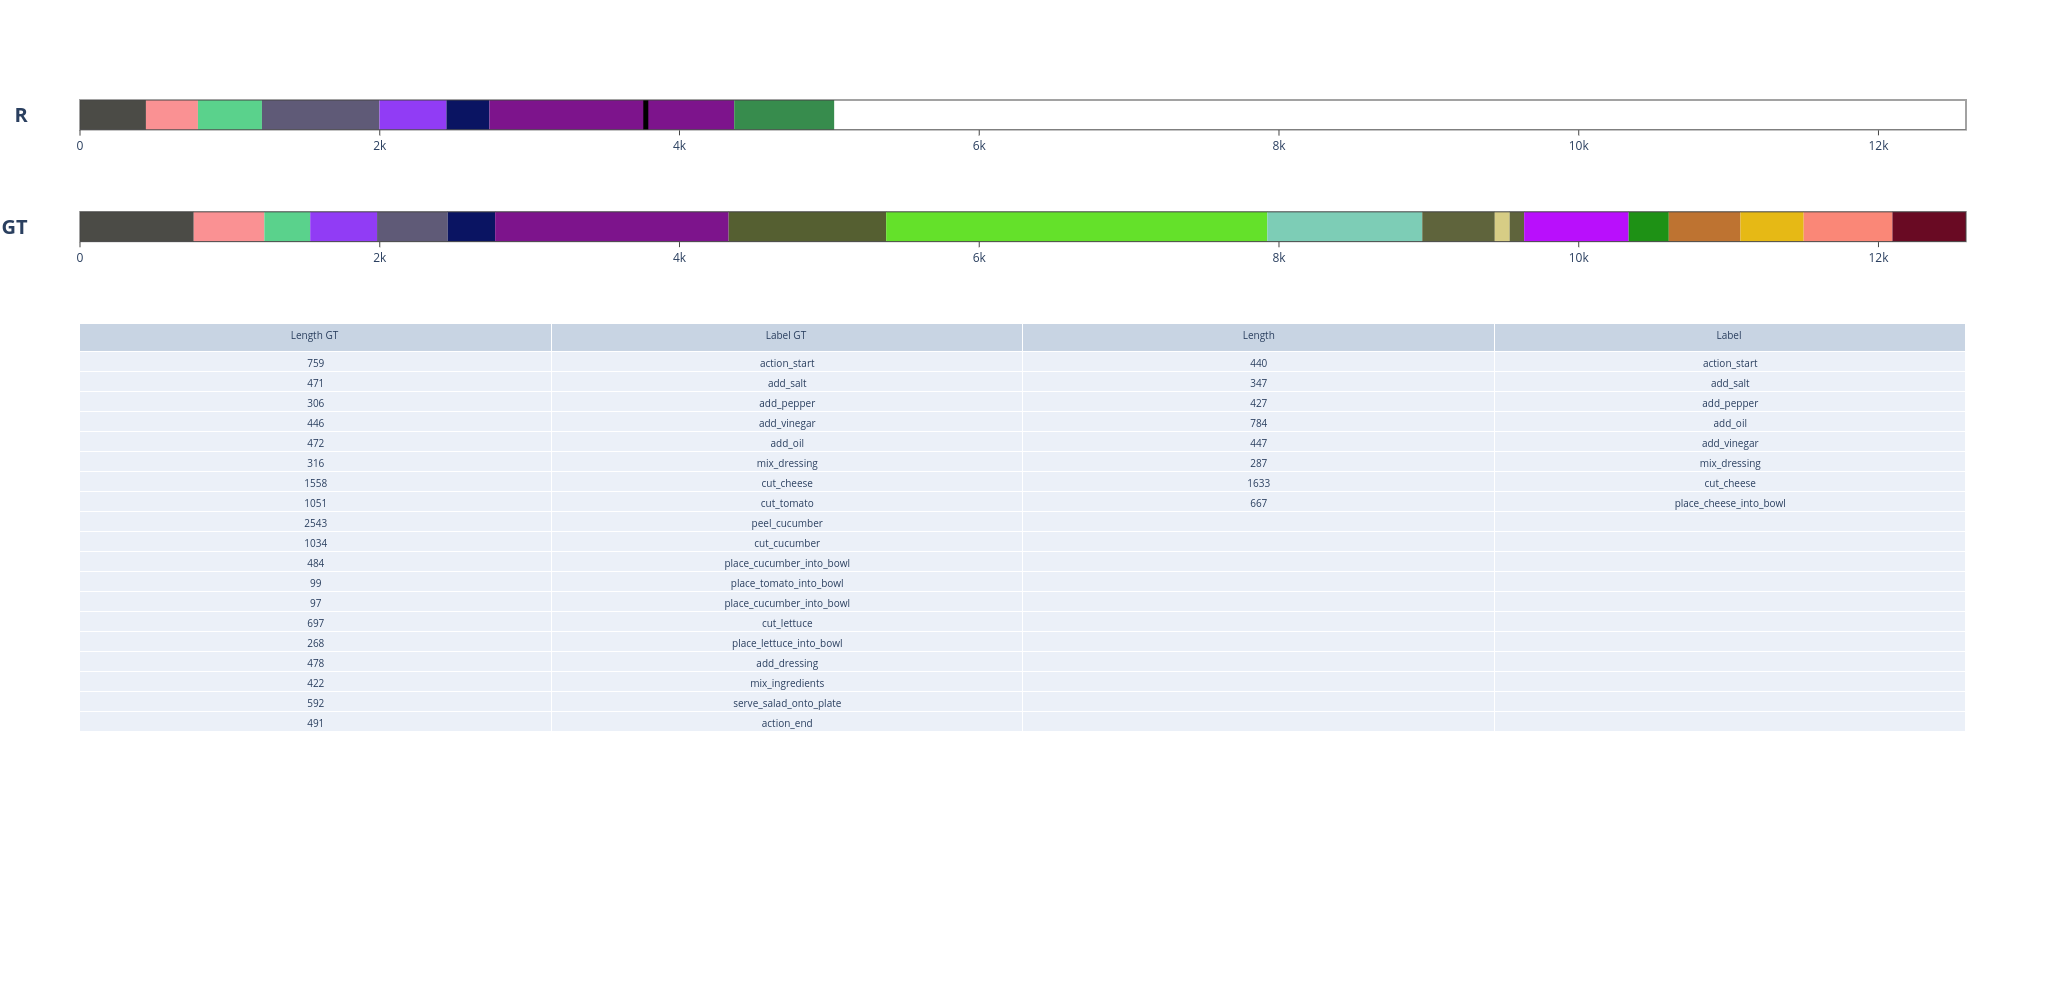 R
0 2k 4k 6k 8k 10k 12k
GT
0 2k 4k 6k 8k 10k 12k
Length GT Label GT Length Label
759 action_start 440 action_start
471 add_salt 347 add_salt
306 add_pepper 427 add_pepper
446 add_vinegar 784 add_oil
472 add_oil 447 add_vinegar
316 mix_dressing 287 mix_dressing
1558 cut_cheese 1633 cut_cheese
1051 cut_tomato 667 place_cheese_into_bowl
2543 peel_cucumber
1034 cut_cucumber
484 place_cucumber_into_bowl
99 place_tomato_into_bowl
97 place_cucumber_into_bowl
697 cut_lettuce
268 place_lettuce_into_bowl
478 add_dressing
422 mix_ingredients
592 serve_salad_onto_plate
491 action_end